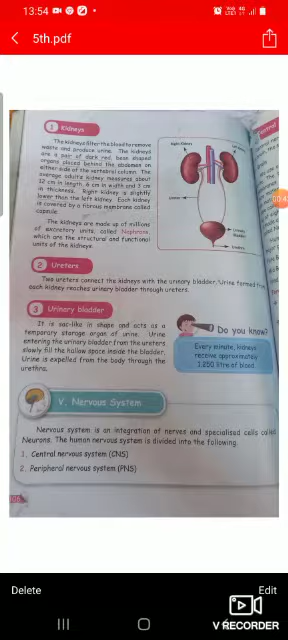 13:54
5th.pdf
1 Kidneys
The kidneys filter the blood to remove
waste and produce urine. The kidneys
are a pair of dark red, bean shaped
organs placed behind the abdomen on
either side of the vertebral column. The
average adults kidney measures about
12 cm in length, 6 cm in width and 3 cm
in thickness. Right kidney is slightly
lower than the left kidney. Each kidney
is covered by a fibrous membrane called
capsule.
The kidneys are made up of millions
of excretory units, called Nephrons,
which are the structural and functional
units of the kidneys.
Right Kidney
Ureter
Urethra
2 Ureters
Two ureters connect the kidneys with the urinary bladder. Urine formed
each kidney reaches urinary bladder through ureters.
3 Urinary bladder
It is sac-like in shape and acts as a
temporary storage organ of urine. Urine
entering the urinary bladder from the ureters
slowly fill the hollow space inside the bladder.
Urine is expelled from the body through the
urethra.
Do you know?
Every minute, kidneys
receive approximately
1.250 litre of blood.
V. Nervous System
Nervous system is an integration of nerves and specialised cells called
Neurons. The human nervous system is divided into the following.
1. Central nervous system (CNS)
2. Peripheral nervous system (PNS)
Delete
Edit
V RECORDER